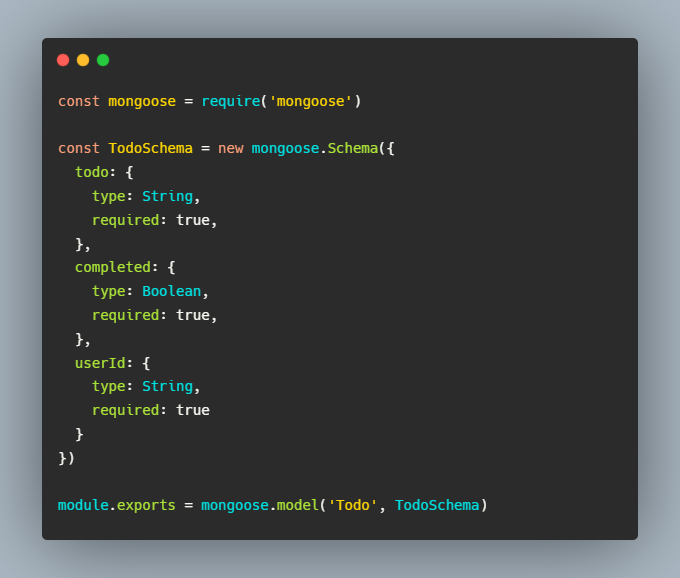 const mongoose = require('mongoose')
const TodoSchema = new mongoose.Schema({
  todo: {
    type: String,
    required: true,
  },
  completed: {
    type: Boolean,
    required: true,
  },
  userId: {
    type: String,
    required: true
  }
})
module.exports = mongoose.model('Todo', TodoSchema)